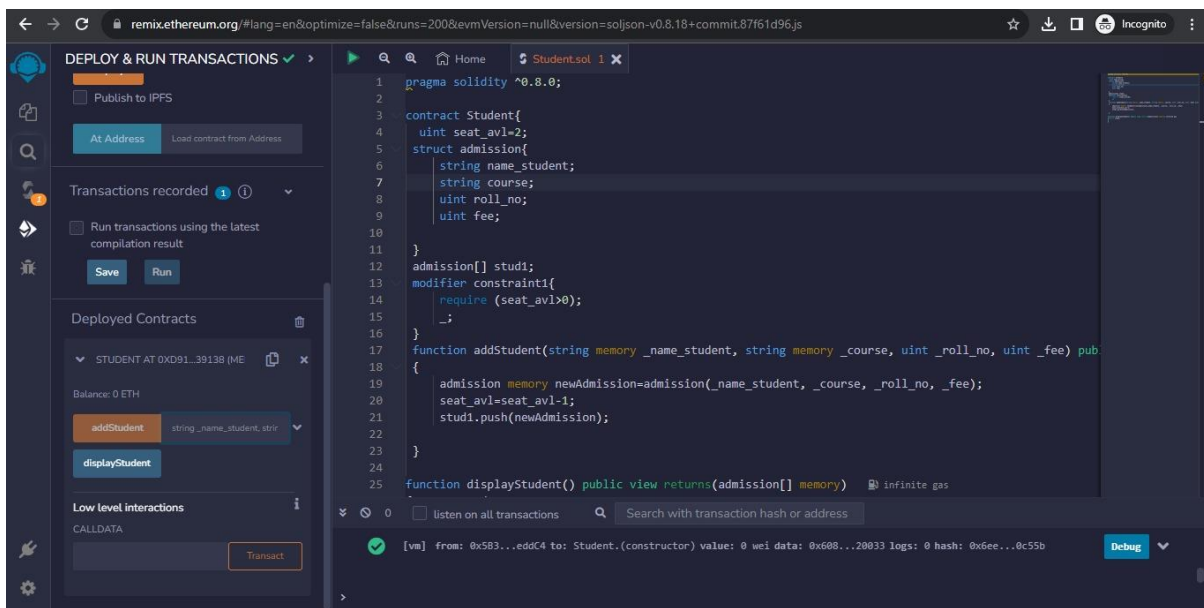 remix.ethereum.org/#lang=en&optimize=false&runs=200&evmVersion=null&version=soljson-v0.8.18+commit.87f61d96.js
Incognito
DEPLOY & RUN TRANSACTIONS
Publish to IPFS
At Address
Load contract from Address
Transactions recorded 1 i
Run transactions using the latest
compilation result
Save Run
Deployed Contracts
STUDENT AT 0XD91...39138 (ME
Balance: 0 ETH
addStudent
string _name_student, strir
displayStudent
Low level interactions
i
CALLDATA
Transact
Home
Student.sol 1
1 pragma solidity ^0.8.0;
2
3 contract Student{
4 uint seat_avl=2;
5 struct admission{
6 string name_student;
7 string course;
8 uint roll_no;
9 uint fee;
10
11 }
12 admission[] stud1;
13 modifier constraint1{
14 require (seat_avl>0);
15 _;
16 }
17 function addStudent(string memory _name_student, string memory _course, uint _roll_no, uint _fee) pub
18 {
19 admission memory newAdmission=admission(_name_student, _course, _roll_no, _fee);
20 seat_avl=seat_avl-1;
21 stud1.push(newAdmission);
22
23 }
24
25 function displayStudent() public view returns(admission[] memory) infinite gas
0 listen on all transactions
Search with transaction hash or address
[vm] from: 0x5B3...eddC4 to: Student.(constructor) value: 0 wei data: 0x608...20033 logs: 0 hash: 0x6ee...0c55b
Debug
>